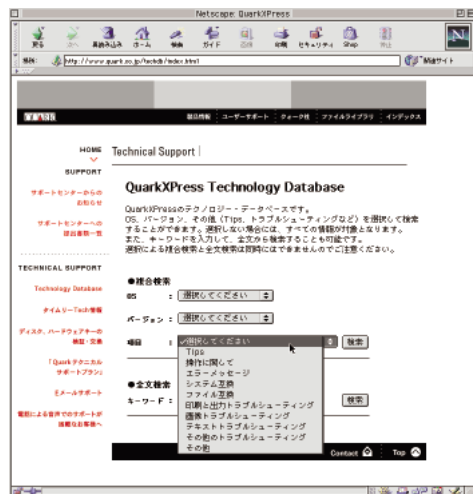 Netscape: QuarkXPress
戻る 次へ 再読み込み ホーム 検索 ガイド 画像 印刷 セキュリティ Shop 停止
場所: http://www.quark.co.jp/techdb/index.html
製品情報 ユーザーサポート クォーク社 ファイルライブラリ インデックス
HOME
SUPPORT
サポートセンターからの
お知らせ
サポートセンターへの
提出書類一覧
TECHNICAL SUPPORT
Technology Database
タイムリーTech情報
ディスク、ハードウェアキーの
検証・交換
「Quarkテクニカル
サポートプラン」
Eメールサポート
電話による音声でのサポートが
困難なお客様へ
Technical Support
QuarkXPress Technology Database
QuarkXPressのテクノロジー・データベースです。
OS、バージョン、その他（Tips、トラブルシューティングなど）を選択して検索
することができます。選択しない場合には、すべての情報が対象となります。
また、キーワードを入力して、全文から検索することも可能です。
選択による複合検索と全文検索は同時にはできませんのでご注意ください。
●複合検索
OS : 選択してください
バージョン : 選択してください
項目 : ✓選択してください 検索
Tips
操作に関して
エラーメッセージ
システム互換
ファイル互換
印刷と出力トラブルシューティング
画像トラブルシューティング
テキストトラブルシューティング
その他のトラブルシューティング
その他
●全文検索
キーワード : 検索
Contact Top